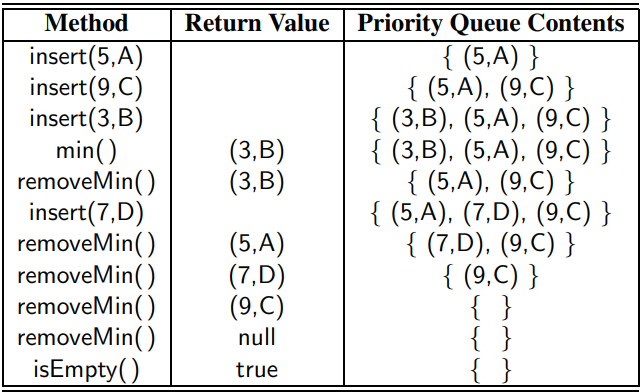 Method Return Value Priority Queue Contents
insert(5,A) { (5,A) }
insert(9,C) { (5,A), (9,C) }
insert(3,B) { (3,B), (5,A), (9,C) }
min( ) (3,B) { (3,B), (5,A), (9,C) }
removeMin( ) (3,B) { (5,A), (9,C) }
insert(7,D) { (5,A), (7,D), (9,C) }
removeMin( ) (5,A) { (7,D), (9,C) }
removeMin( ) (7,D) { (9,C) }
removeMin( ) (9,C) { }
removeMin( ) null { }
isEmpty( ) true { }